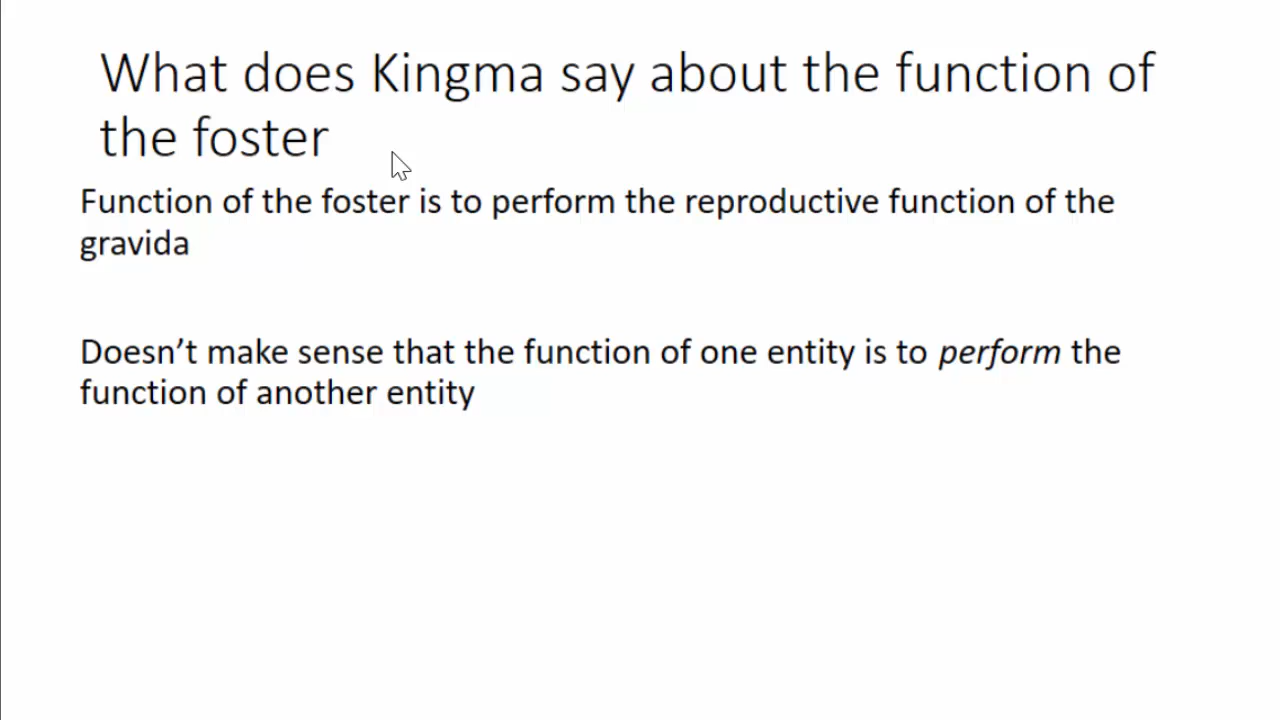 What does Kingma say about the function of
the foster
Function of the foster is to perform the reproductive function of the
gravida
Doesn’t make sense that the function of one entity is to perform the
function of another entity